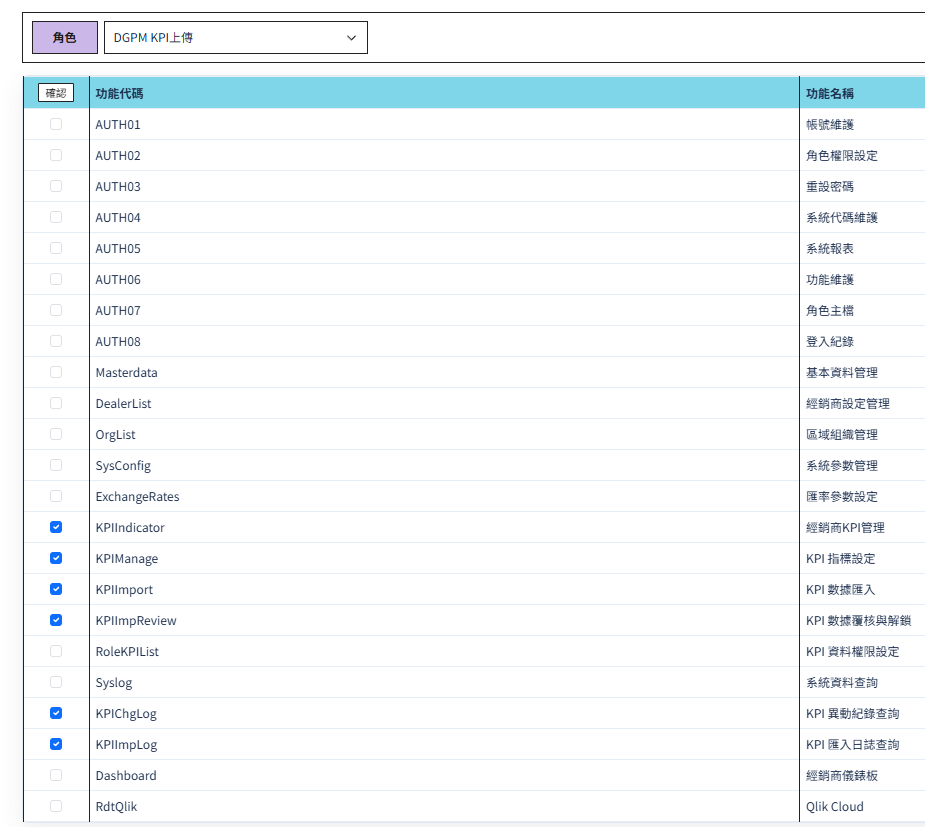 角色 DGPM KPI上傳
確認 功能代碼 功能名稱
AUTH01 帳號維護
AUTH02 角色權限設定
AUTH03 重設密碼
AUTH04 系統代碼維護
AUTH05 系統報表
AUTH06 功能維護
AUTH07 角色主檔
AUTH08 登入紀錄
Masterdata 基本資料管理
DealerList 經銷商設定管理
OrgList 區域組織管理
SysConfig 系統參數管理
ExchangeRates 匯率參數設定
KPIIndicator 經銷商KPI管理
KPIManage KPI 指標設定
KPIImport KPI 數據匯入
KPIImpReview KPI 數據覆核與解鎖
RoleKPIList KPI 資料權限設定
Syslog 系統資料查詢
KPIChgLog KPI 異動紀錄查詢
KPIImpLog KPI 匯入日誌查詢
Dashboard 經銷商儀錶板
RdtQlik Qlik Cloud